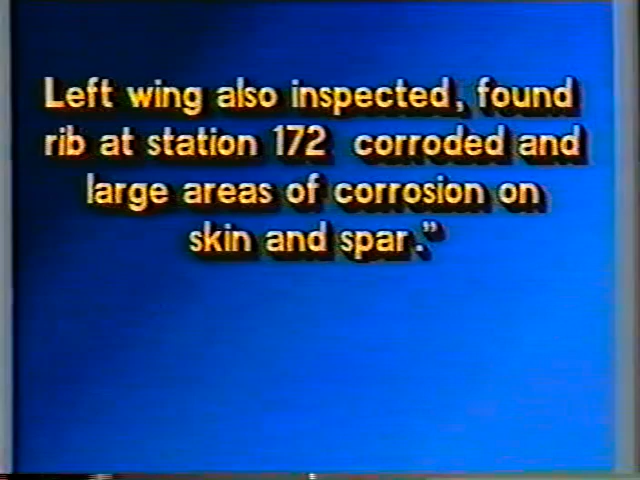 Left wing also inspected, found
rib at station 172 corroded and
large areas of corrosion on
skin and spar."